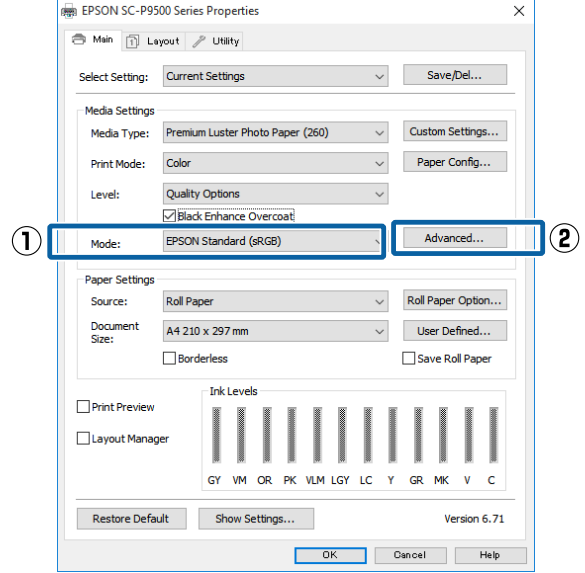 EPSON SC-P9500 Series Properties
Main
Layout
Utility
Select Setting: Current Settings Save/Del...
Media Settings
Media Type: Premium Luster Photo Paper (260) Custom Settings...
Print Mode: Color Paper Config...
Level: Quality Options
Black Enhance Overcoat
① Mode: EPSON Standard (sRGB) Advanced... ②
Paper Settings
Source: Roll Paper Roll Paper Option...
Document Size: A4 210 x 297 mm User Defined...
Borderless Save Roll Paper
Ink Levels
Print Preview
Layout Manager
GY VM OR PK VLM LGY LC Y GR MK V C
Restore Default Show Settings... Version 6.71
OK Cancel Help